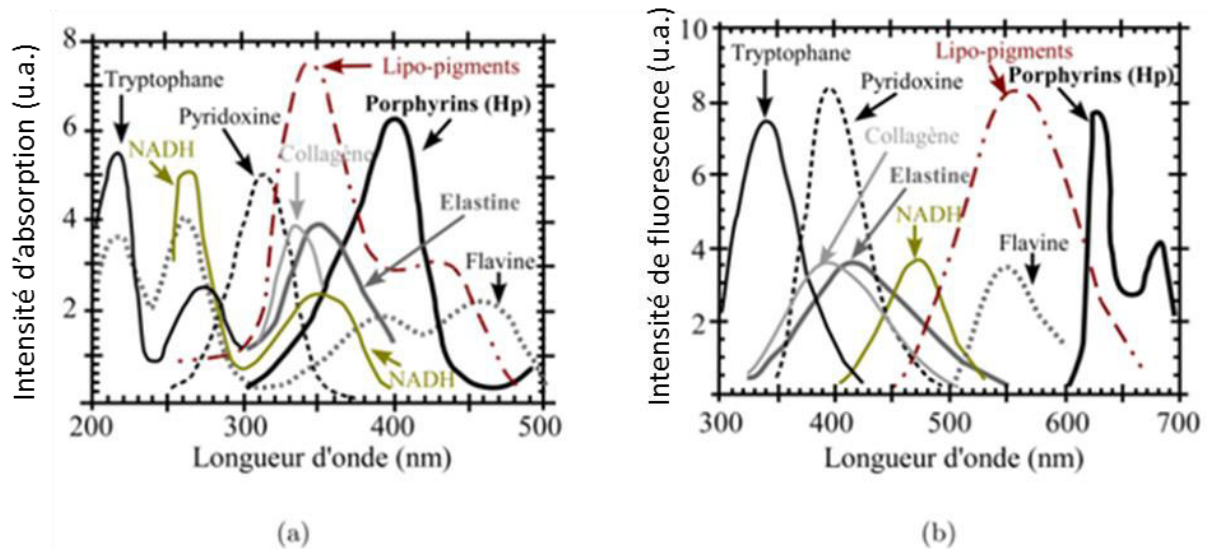 Intensité d'absorption (u.a.)
8
6
4
2
200
300
400
500
Longueur d'onde (nm)
Tryptophane
NADH
Pyridoxine
Collagène
Lipo-pigments
Porphyrins (Hp)
Elastine
Flavine
NADH
(a)
Intensité de fluorescence (u.a.)
10
8
6
4
2
300
400
500
600
700
Longueur d'onde (nm)
Tryptophane
Lipo-pigments
Pyridoxine
Porphyrins (Hp)
Collagène
Elastine
NADH
Flavine
(b)